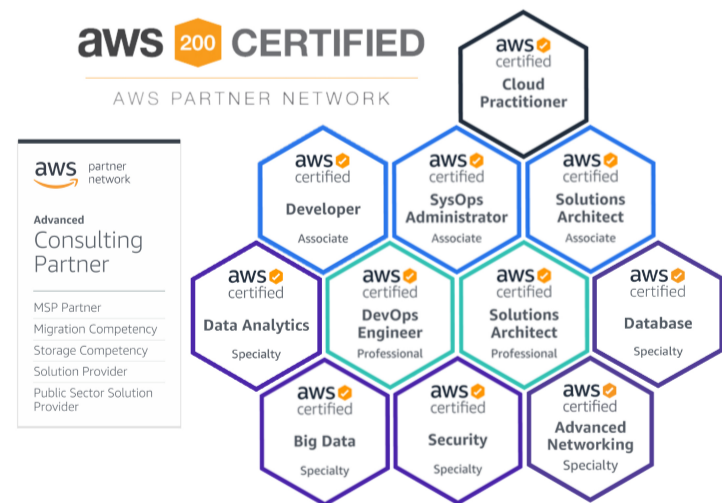 aws 200 CERTIFIED
AWS PARTNER NETWORK
aws partner
network
Advanced
Consulting
Partner
MSP Partner
Migration Competency
Storage Competency
Solution Provider
Public Sector Solution
Provider
aws
certified
Cloud
Practitioner
aws
certified
Developer
Associate
aws
certified
SysOps
Administrator
Associate
aws
certified
Solutions
Architect
Associate
aws
certified
Data Analytics
Specialty
aws
certified
DevOps
Engineer
Professional
aws
certified
Solutions
Architect
Professional
aws
certified
Database
Specialty
aws
certified
Big Data
Specialty
aws
certified
Security
Specialty
aws
certified
Advanced
Networking
Specialty